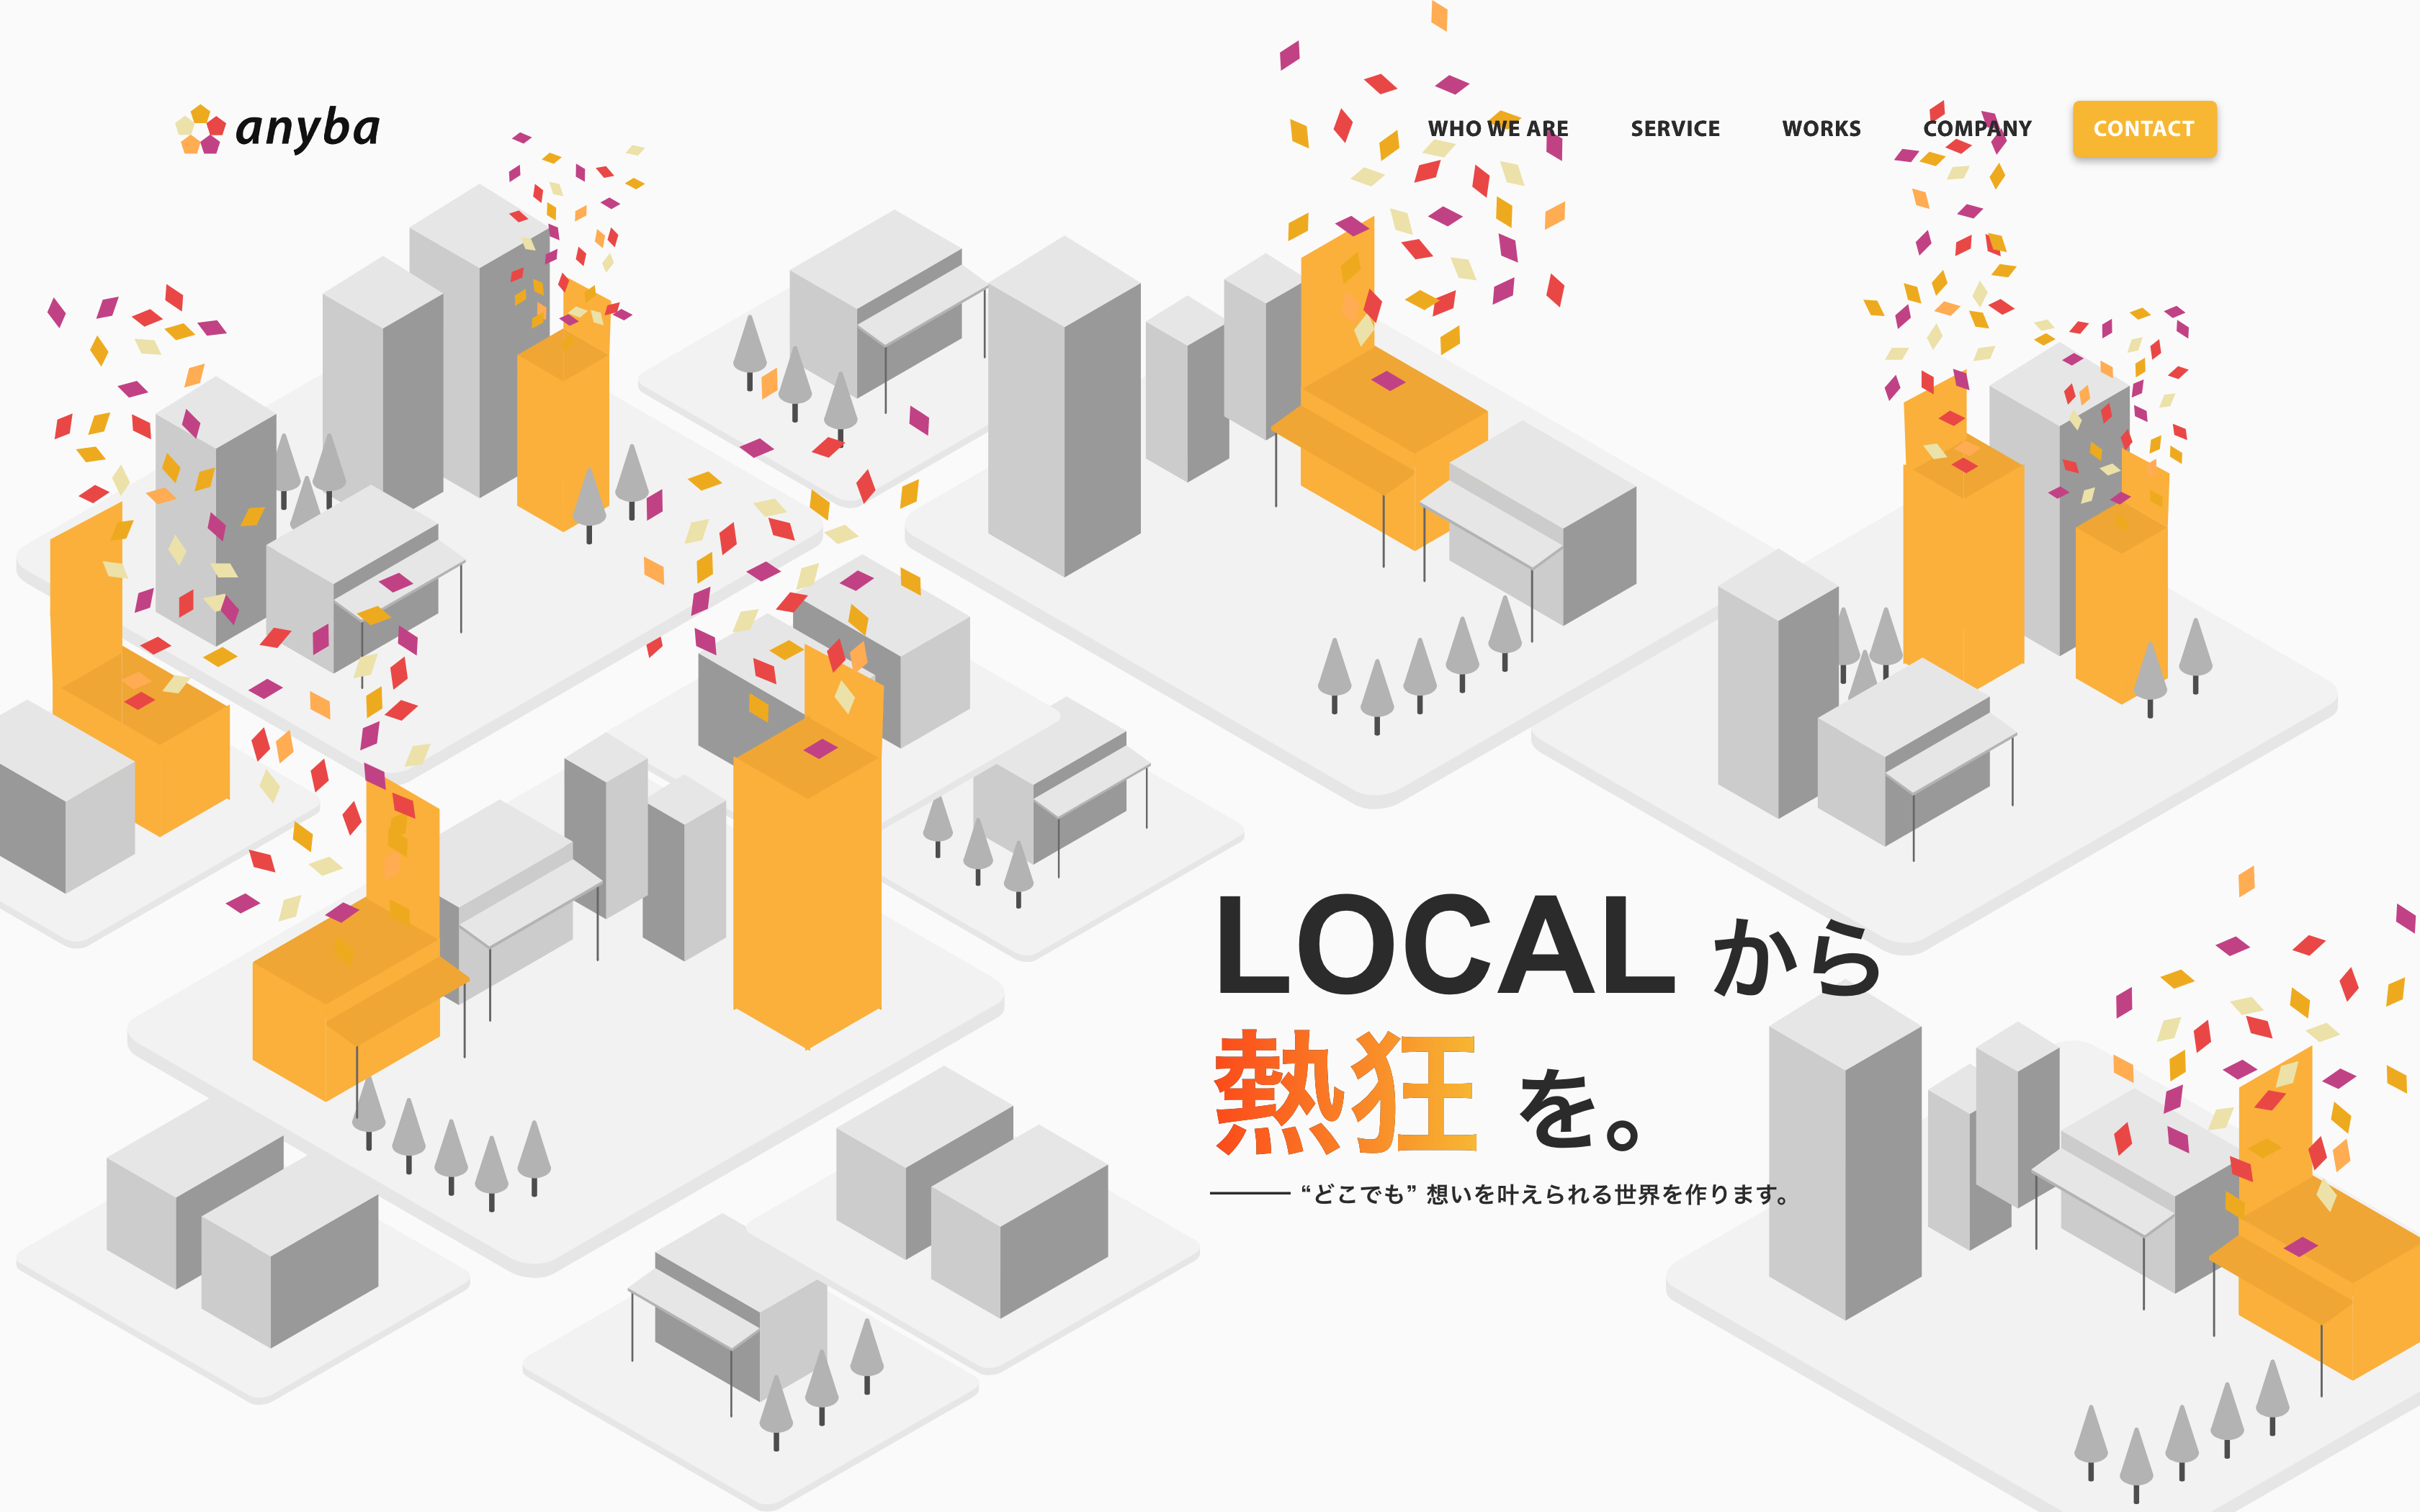 anyba
WHO WE ARE
SERVICE
WORKS
COMPANY
CONTACT
LOCAL から
熱狂 を。
“どこでも” 想いを叶えられる世界を作ります。